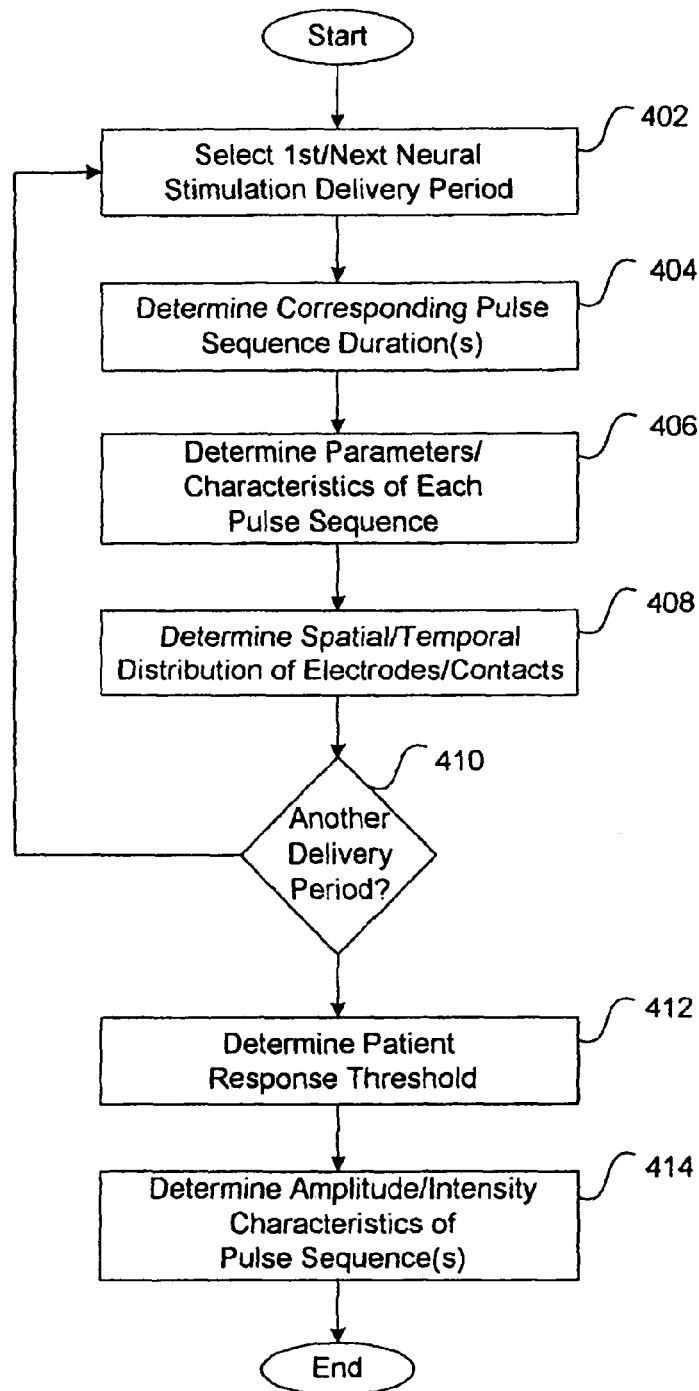 Start
402
Select 1st/Next Neural
Stimulation Delivery Period
404
Determine Corresponding Pulse
Sequence Duration(s)
406
Determine Parameters/
Characteristics of Each
Pulse Sequence
408
Determine Spatial/Temporal
Distribution of Electrodes/Contacts
410
Another
Delivery
Period?
412
Determine Patient
Response Threshold
414
Determine Amplitude/Intensity
Characteristics of
Pulse Sequence(s)
End